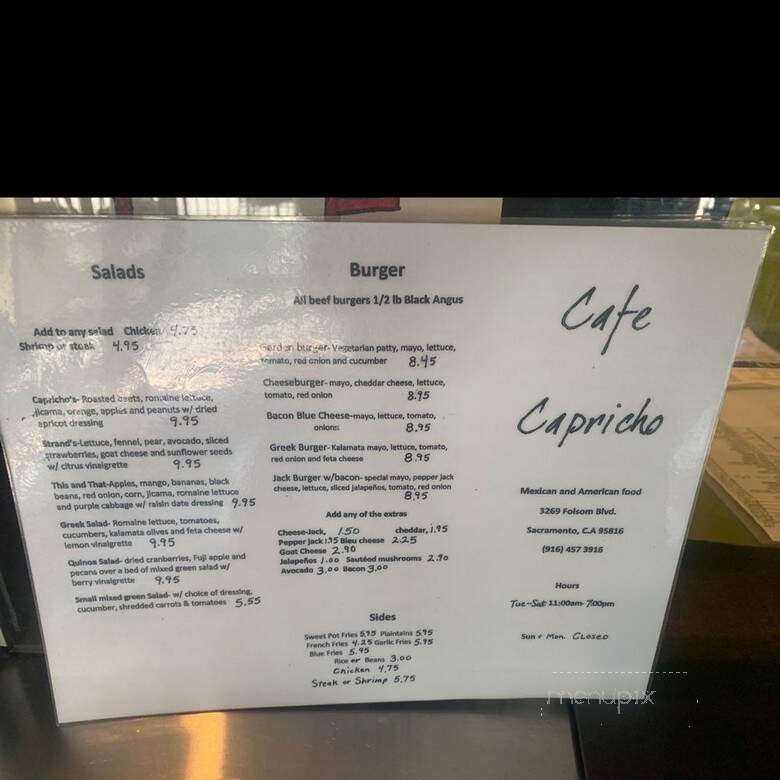 Salads
Add to any salad Chicken 4.75
Shrimp or steak 4.95
Capricho's- Roasted beets, romaine lettuce,
jicama, orange, apples and peanuts w/ dried
apricot dressing 9.95
Strand's-Lettuce, fennel, pear, avocado, sliced
strawberries, goat cheese and sunflower seeds
w/ citrus vinaigrette 9.95
This and That-Apples, mango, bananas, black
beans, red onion, corn, jicama, romaine lettuce
and purple cabbage w/ raisin date dressing 9.95
Greek Salad- Romaine lettuce, tomatoes,
cucumbers, kalamata olives and feta cheese w/
lemon vinaigrette 9.95
Quinoa Salad- dried cranberries, Fuji apple and
pecans over a bed of mixed green salad w/
berry vinaigrette 9.95
Small mixed green Salad- w/ choice of dressing,
cucumber, shredded carrots & tomatoes 5.55
Burger
All beef burgers 1/2 lb Black Angus
Garden burger- Vegetarian patty, mayo, lettuce,
tomato, red onion and cucumber 8.45
Cheeseburger- mayo, cheddar cheese, lettuce,
tomato, red onion 8.95
Bacon Blue Cheese-mayo, lettuce, tomato,
onions 8.95
Greek Burger- Kalamata mayo, lettuce, tomato,
red onion and feta cheese 8.95
Jack Burger w/bacon- special mayo, pepper jack
cheese, lettuce, sliced jalapeños, tomato, red onion
8.95
Add any of the extras
Cheese-Jack, 1.50 cheddar, 1.95
Pepper Jack 1.95 Bleu cheese 2.25
Goat Cheese 2.90
Jalapeños 1.00 Sautéed mushrooms 2.90
Avocado 3.00 Bacon 3.00
Sides
Sweet Pot Fries 5.95 Plaintains 5.95
French Fries 4.25 Garlic Fries 5.95
Blue Fries 5.95
Rice or Beans 3.00
Chicken 4.75
Steak or Shrimp 5.75
Cafe
Capricho
Mexican and American food
3269 Folsom Blvd.
Sacramento, C.A 95816
(916) 457 3916
Hours
Tue-Sat 11:00am- 7:00pm
Sun & Mon. CLOSED
menupix